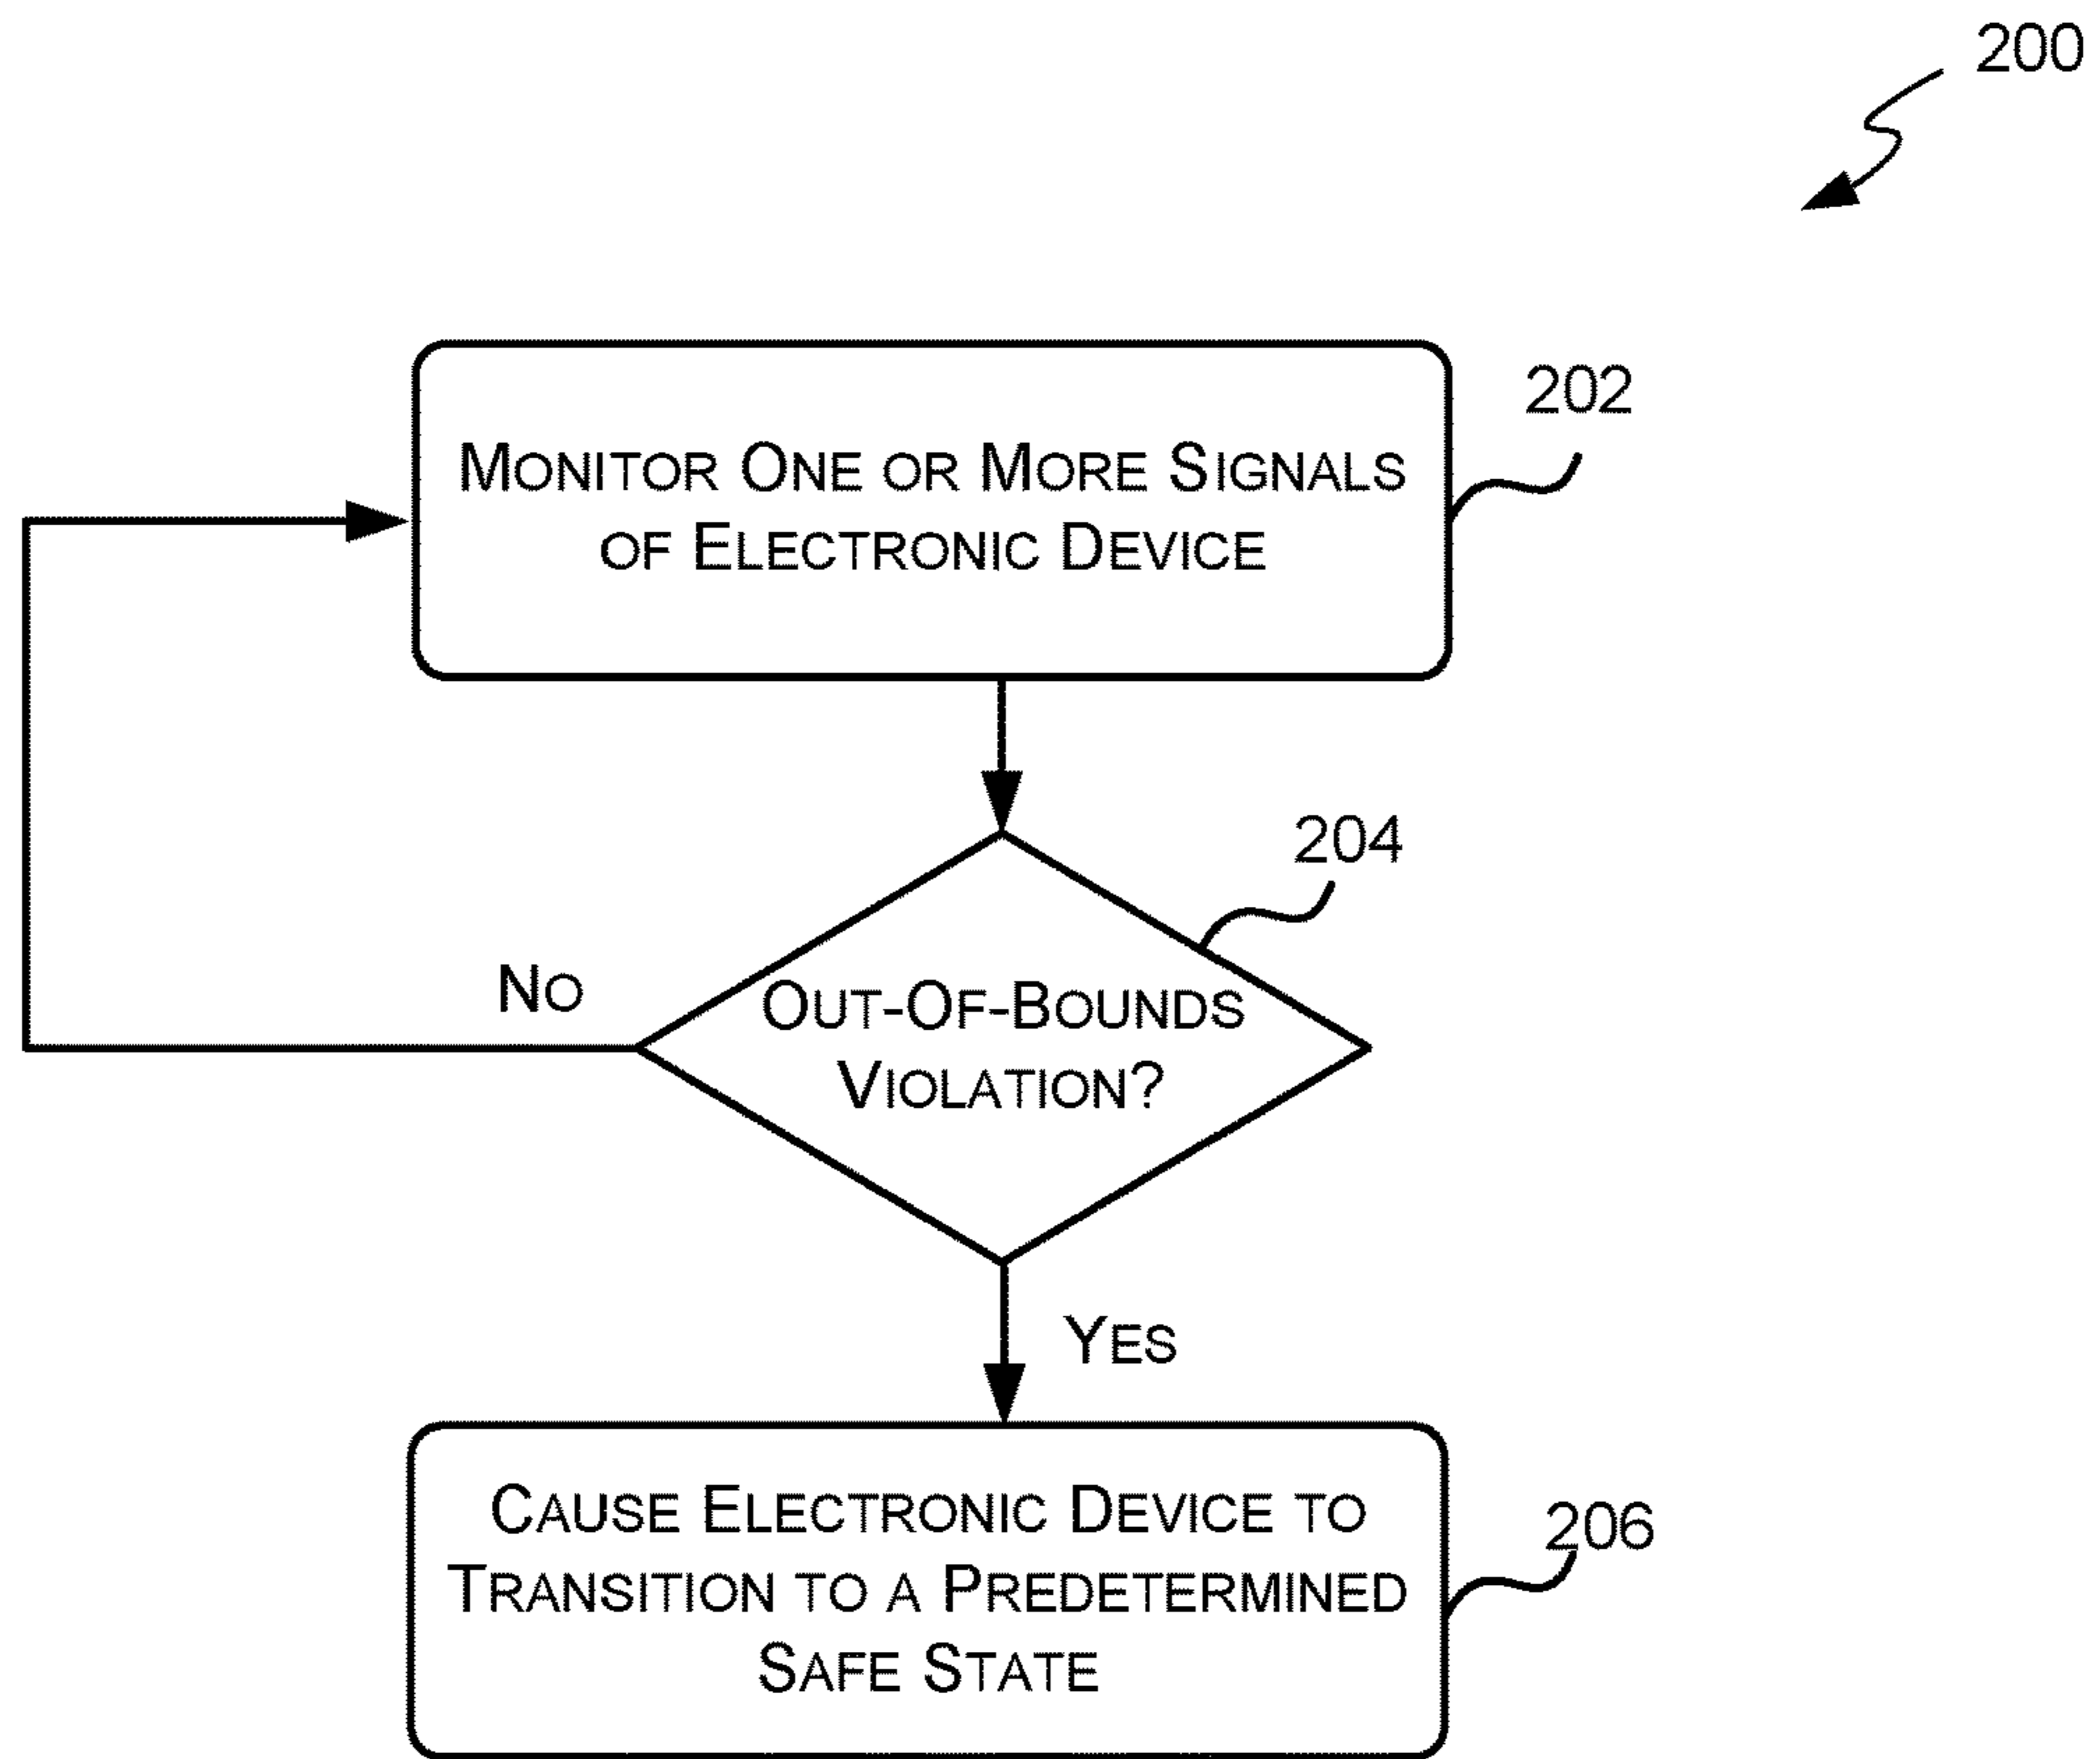 200
202
MONITOR ONE OR MORE SIGNALS
OF ELECTRONIC DEVICE
204
NO
OUT-OF-BOUNDS
VIOLATION?
YES
CAUSE ELECTRONIC DEVICE TO
206
TRANSITION TO A PREDETERMINED
SAFE STATE